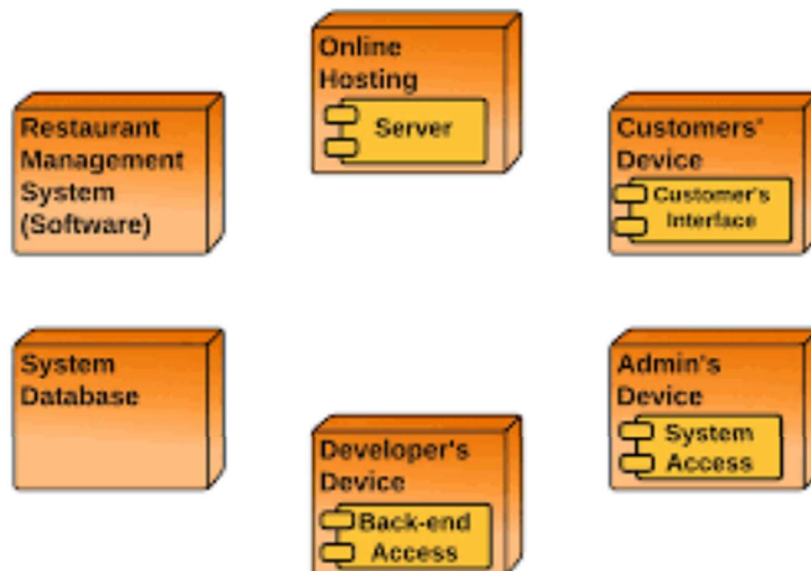 Online
Hosting
Server
Restaurant
Management
System
(Software)
Customers'
Device
Customer's
Interface
System
Database
Developer's
Device
Back-end
Access
Admin's
Device
System
Access